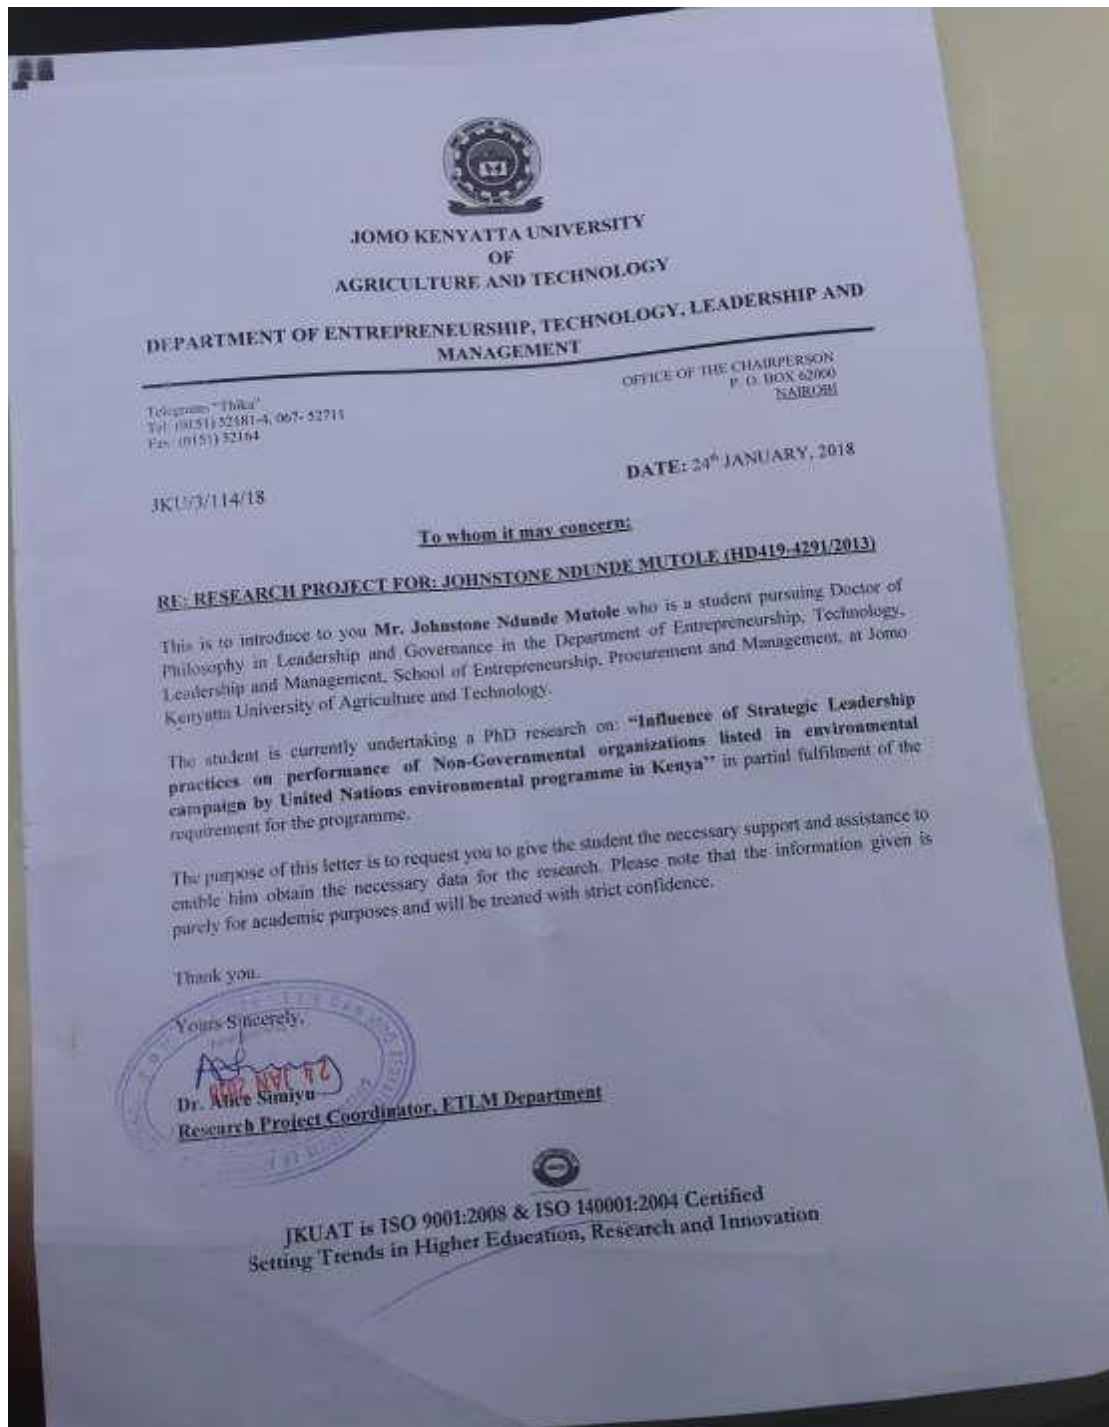 JOMO KENYATTA UNIVERSITY
OF
AGRICULTURE AND TECHNOLOGY
DEPARTMENT OF ENTREPRENEURSHIP, TECHNOLOGY, LEADERSHIP AND
MANAGEMENT
OFFICE OF THE CHAIRPERSON
P. O. BOX 62000
NAIROBI
Telegrams "Thika"
Tel: (0151) 52181-4, 067- 52711
Fax: (0151) 52164
DATE: 24th JANUARY, 2018
JKU/3/114/18
To whom it may concern:
RE: RESEARCH PROJECT FOR: JOHNSTONE NDUNDE MUTOLE (HD419-4291/2013)
This is to introduce to you Mr. Johnstone Ndunde Mutole who is a student pursuing Doctor of
Philosophy in Leadership and Governance in the Department of Entrepreneurship, Technology,
Leadership and Management, School of Entrepreneurship, Procurement and Management, at Jomo
Kenyatta University of Agriculture and Technology.
The student is currently undertaking a PhD research on: "Influence of Strategic Leadership
practices on performance of Non-Governmental organizations listed in environmental
campaign by United Nations environmental programme in Kenya'' in partial fulfilment of the
requirement for the programme.
The purpose of this letter is to request you to give the student the necessary support and assistance to
enable him obtain the necessary data for the research. Please note that the information given is
purely for academic purposes and will be treated with strict confidence.
Thank you.
Yours Sincerely,
24 JAN
Dr. Alice Simiyu
Research Project Coordinator, ETLM Department
JKUAT is ISO 9001:2008 & ISO 140001:2004 Certified
Setting Trends in Higher Education, Research and Innovation